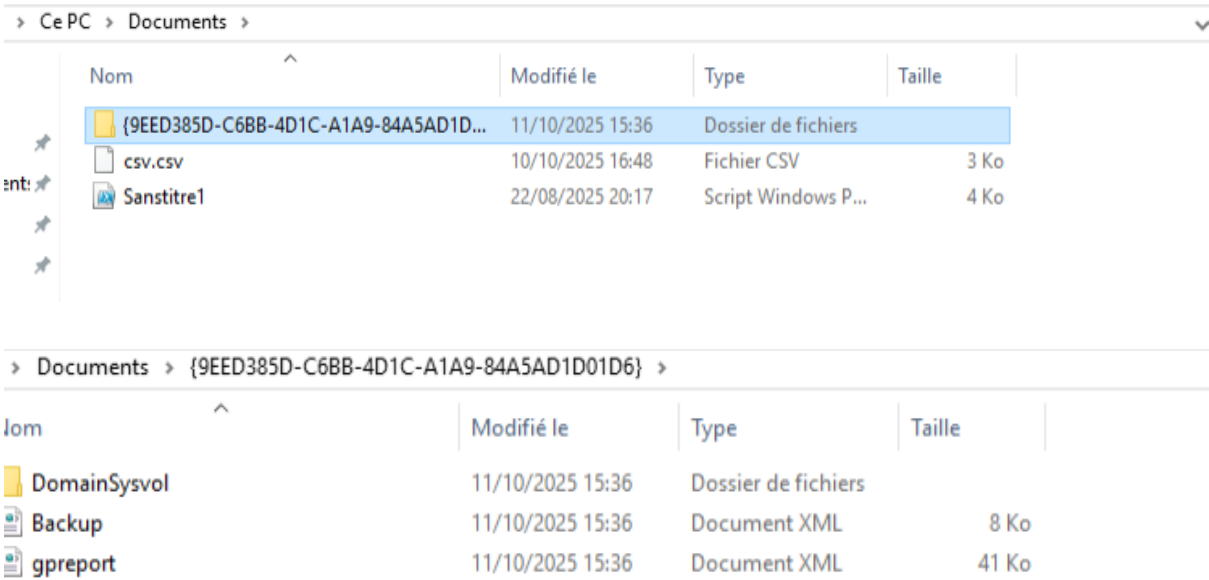 > Ce PC > Documents >
Nom Modifié le Type Taille
{9EED385D-C6BB-4D1C-A1A9-84A5AD1D... 11/10/2025 15:36 Dossier de fichiers
csv.csv 10/10/2025 16:48 Fichier CSV 3 Ko
Sanstitre1 22/08/2025 20:17 Script Windows P... 4 Ko
> Documents > {9EED385D-C6BB-4D1C-A1A9-84A5AD1D01D6} >
Nom Modifié le Type Taille
DomainSysvol 11/10/2025 15:36 Dossier de fichiers
Backup 11/10/2025 15:36 Document XML 8 Ko
gpreport 11/10/2025 15:36 Document XML 41 Ko